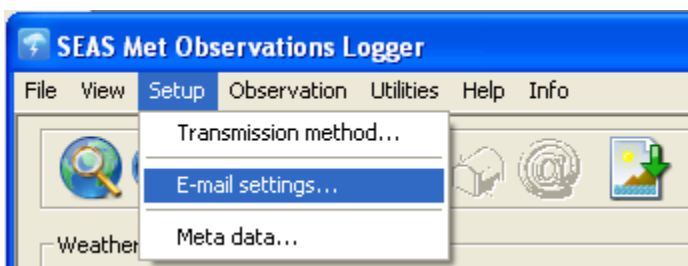 SEAS Met Observations Logger
File View Setup Observation Utilities Help Info
Transmission method...
E-mail settings...
Meta data...
Weather